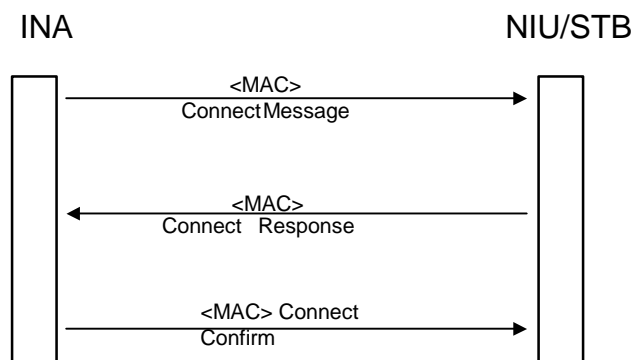 INA
NIU/STB
<MAC>
ConnectMessage
<MAC>
Connect Response
<MAC> Connect
Confirm